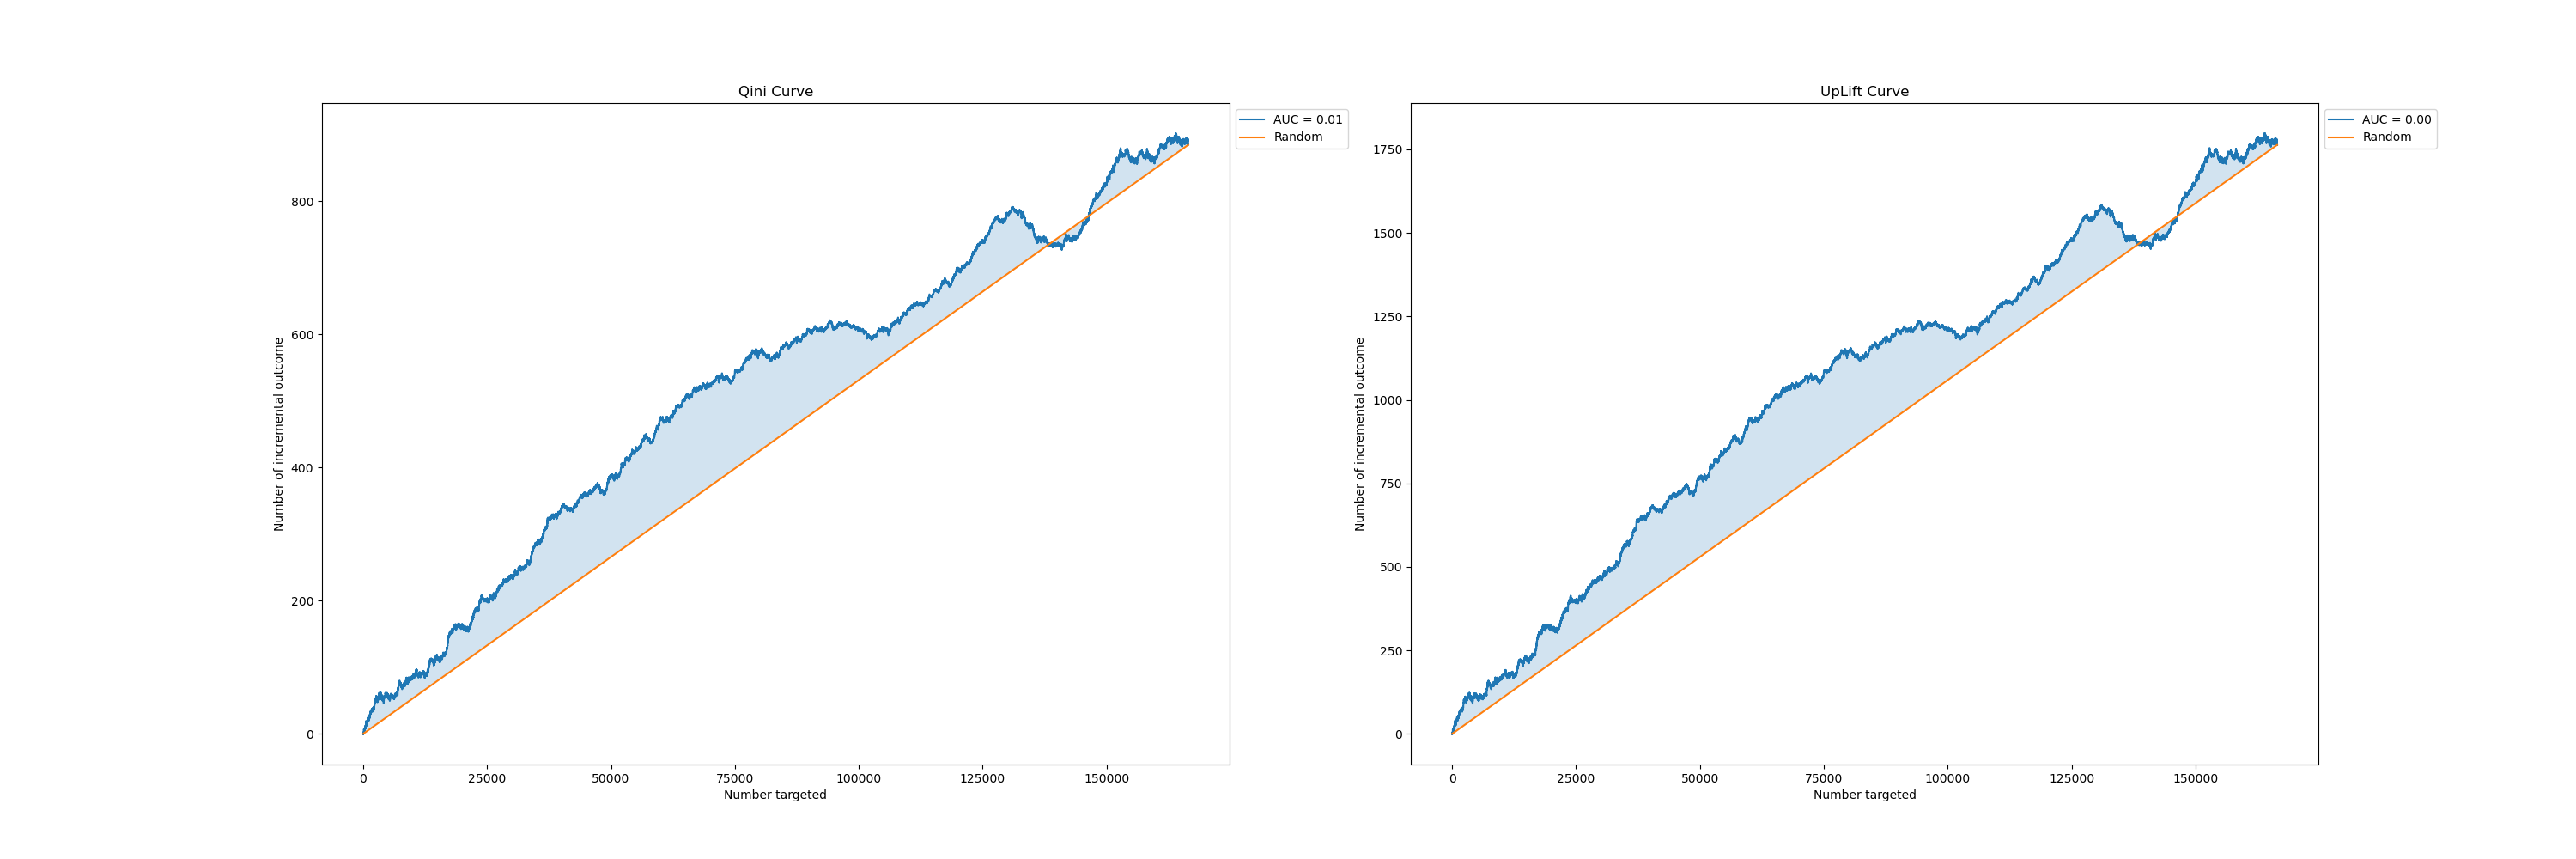 Qini Curve
AUC = 0.01
Random
Number of incremental outcome
800
600
400
200
0
0 25000 50000 75000 100000 125000 150000
Number targeted
UpLift Curve
AUC = 0.00
Random
Number of incremental outcome
1750
1500
1250
1000
750
500
250
0
0 25000 50000 75000 100000 125000 150000
Number targeted